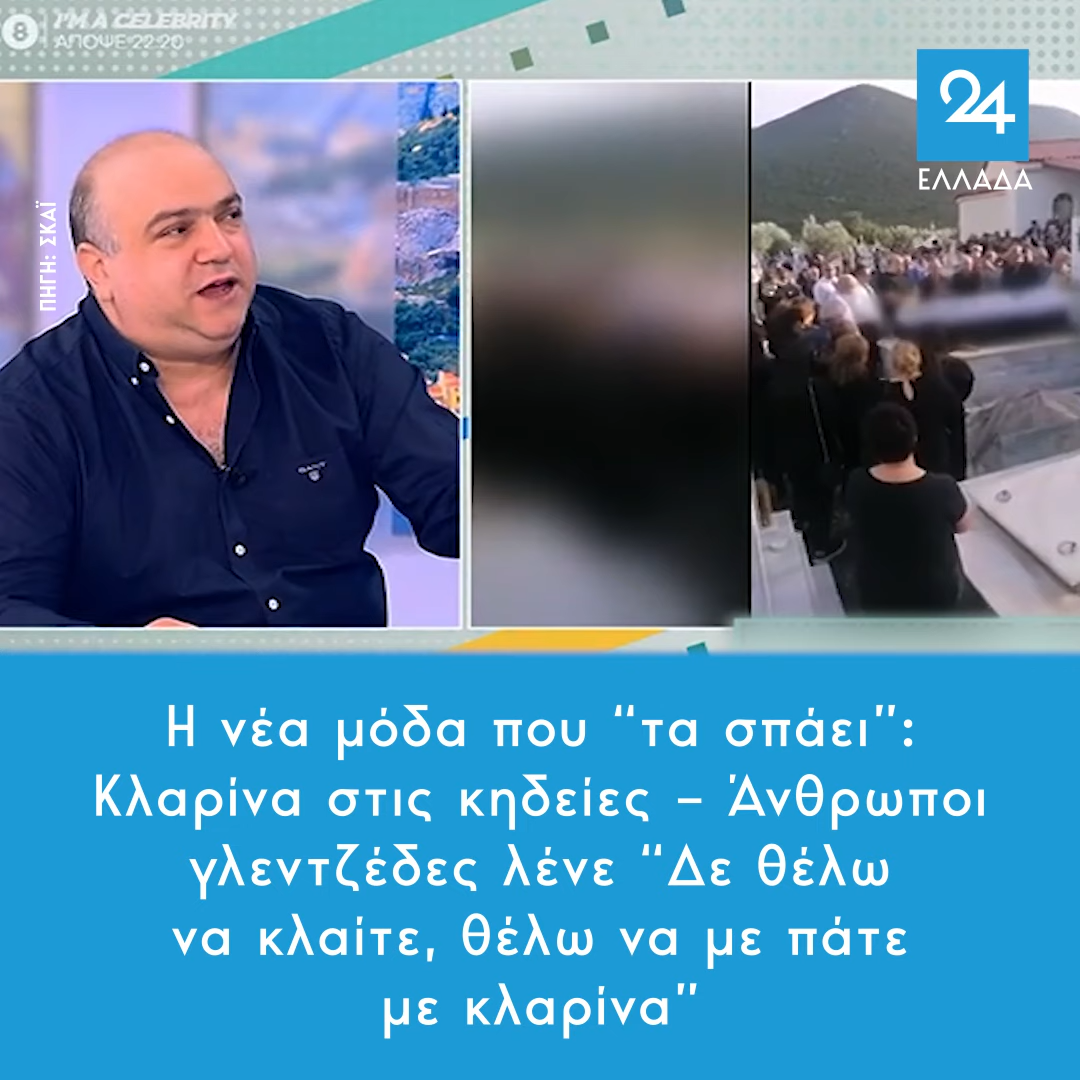 I'M A CELEBRITY
8
ΑΠΟΨΕ 22:20
24
ΕΛΛΑΔΑ
ΠΗΓΗ: ΣΚΑΪ
GANT
Η νέα μόδα που “τα σπάει”:
Κλαρίνα στις κηδείες – Άνθρωποι
γλεντζέδες λένε “Δε θέλω
να κλαίτε, θέλω να με πάτε
με κλαρίνα”